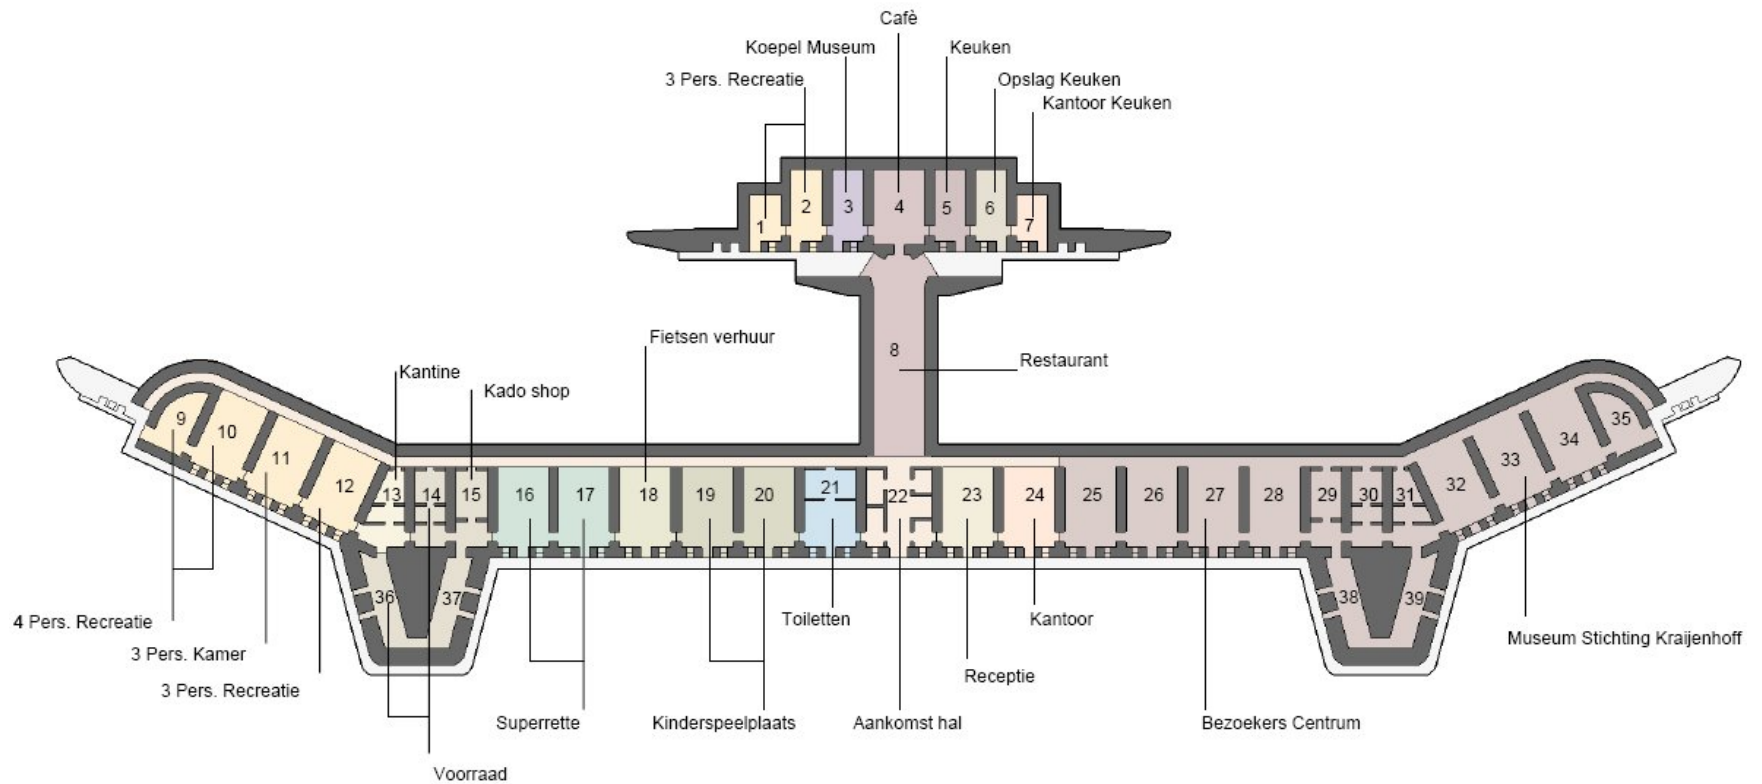 Cafè
Koepel Museum
Keuken
3 Pers. Recreatie
Opslag Keuken
Kantoor Keuken
1
2
3
4
5
6
7
Fietsen verhuur
8
Restaurant
Kantine
Kado shop
9
10
11
12
13
14
15
16
17
18
19
20
21
22
23
24
25
26
27
28
29
30
31
32
33
34
35
36
37
38
39
4 Pers. Recreatie
3 Pers. Kamer
3 Pers. Recreatie
Toiletten
Kantoor
Museum Stichting Kraijenhoff
Receptie
Superrette
Kinderspeelplaats
Aankomst hal
Bezoekers Centrum
Voorraad